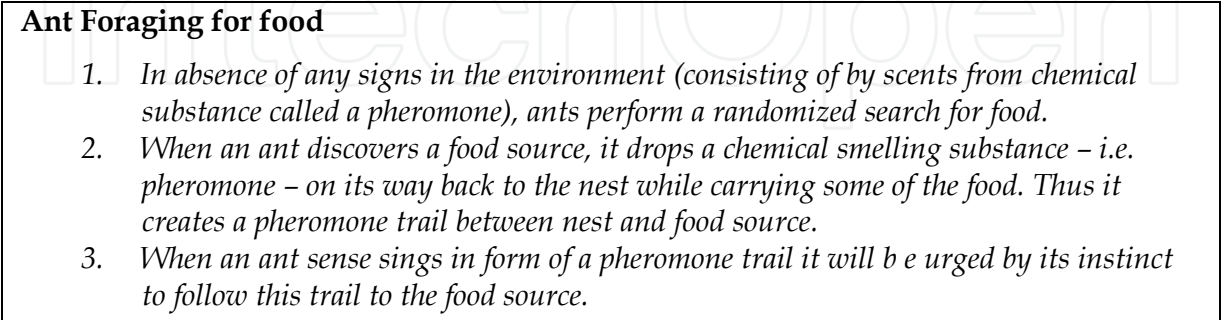 Ant Foraging for food
1. In absence of any signs in the environment (consisting of by scents from chemical
substance called a pheromone), ants perform a randomized search for food.
2. When an ant discovers a food source, it drops a chemical smelling substance – i.e.
pheromone – on its way back to the nest while carrying some of the food. Thus it
creates a pheromone trail between nest and food source.
3. When an ant sense sings in form of a pheromone trail it will b e urged by its instinct
to follow this trail to the food source.